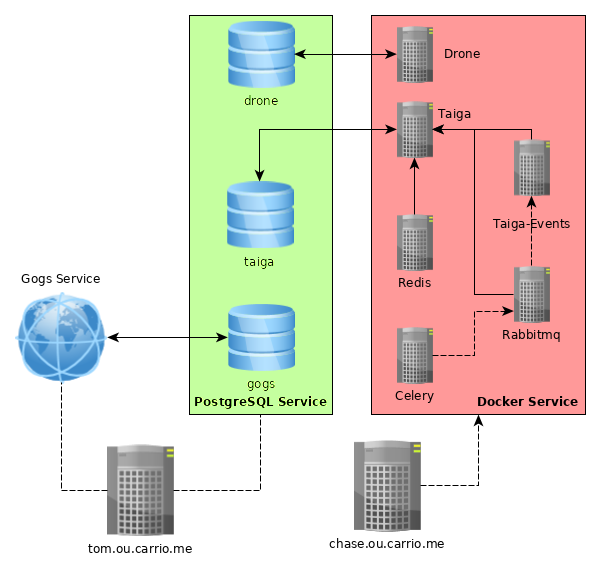 Drone
drone
Taiga
Taiga-Events
taiga
Gogs Service
Redis
Rabbitmq
gogs
Celery
PostgreSQL Service
Docker Service
tom.ou.carrio.me
chase.ou.carrio.me